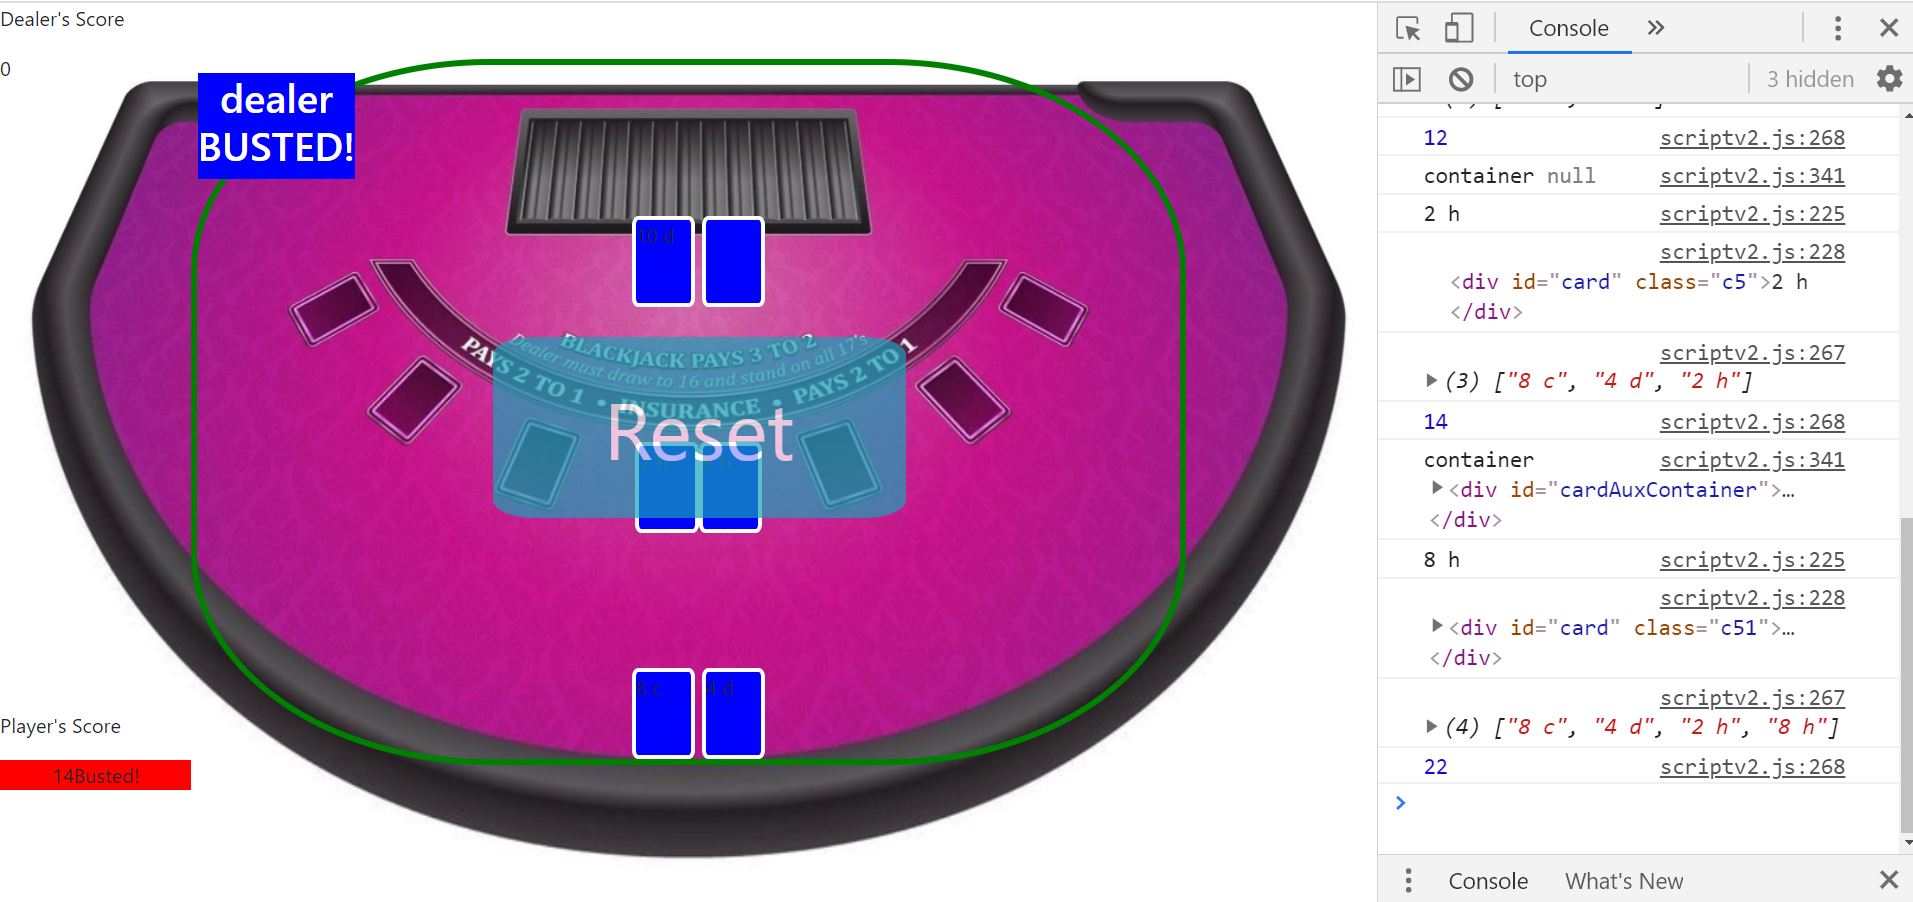 Dealer's Score
0
dealer
BUSTED!
10 d
BLACKJACK PAYS 3 TO 2
Dealer must draw to 16 and stand on all 17's
PAYS 2 TO 1 • INSURANCE • PAYS 2 TO 1
Reset
8 c
4 d
Player's Score
14Busted!
Console
top
3 hidden
12 scriptv2.js:268
container null scriptv2.js:341
2 h scriptv2.js:225
scriptv2.js:228
<div id="card" class="c5">2 h
</div>
scriptv2.js:267
(3) ["8 c", "4 d", "2 h"]
14 scriptv2.js:268
container scriptv2.js:341
<div id="cardAuxContainer">…
</div>
8 h scriptv2.js:225
scriptv2.js:228
<div id="card" class="c51">…
</div>
scriptv2.js:267
(4) ["8 c", "4 d", "2 h", "8 h"]
22 scriptv2.js:268
Console What's New